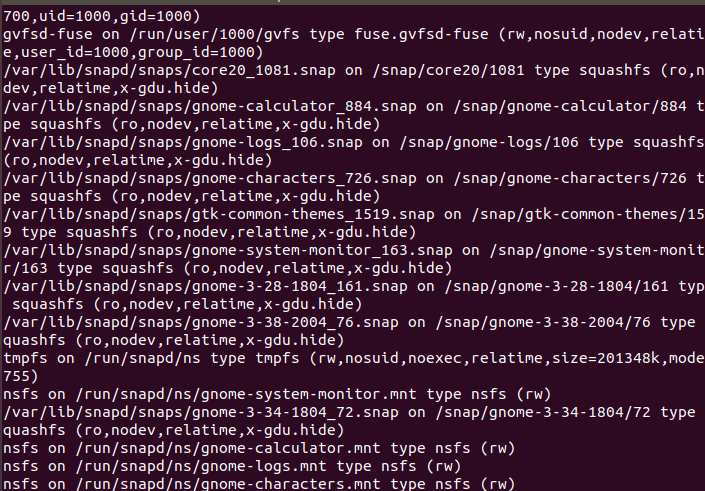 700,uid=1000,gid=1000)
gvfsd-fuse on /run/user/1000/gvfs type fuse.gvfsd-fuse (rw,nosuid,nodev,relati
e,user_id=1000,group_id=1000)
/var/lib/snapd/snaps/core20_1081.snap on /snap/core20/1081 type squashfs (ro,n
dev,relatime,x-gdu.hide)
/var/lib/snapd/snaps/gnome-calculator_884.snap on /snap/gnome-calculator/884 t
pe squashfs (ro,nodev,relatime,x-gdu.hide)
/var/lib/snapd/snaps/gnome-logs_106.snap on /snap/gnome-logs/106 type squashfs
(ro,nodev,relatime,x-gdu.hide)
/var/lib/snapd/snaps/gnome-characters_726.snap on /snap/gnome-characters/726 t
pe squashfs (ro,nodev,relatime,x-gdu.hide)
/var/lib/snapd/snaps/gtk-common-themes_1519.snap on /snap/gtk-common-themes/15
9 type squashfs (ro,nodev,relatime,x-gdu.hide)
/var/lib/snapd/snaps/gnome-system-monitor_163.snap on /snap/gnome-system-monit
r/163 type squashfs (ro,nodev,relatime,x-gdu.hide)
/var/lib/snapd/snaps/gnome-3-28-1804_161.snap on /snap/gnome-3-28-1804/161 typ
 squashfs (ro,nodev,relatime,x-gdu.hide)
/var/lib/snapd/snaps/gnome-3-38-2004_76.snap on /snap/gnome-3-38-2004/76 type
quashfs (ro,nodev,relatime,x-gdu.hide)
tmpfs on /run/snapd/ns type tmpfs (rw,nosuid,noexec,relatime,size=201348k,mode
755)
nsfs on /run/snapd/ns/gnome-system-monitor.mnt type nsfs (rw)
/var/lib/snapd/snaps/gnome-3-34-1804_72.snap on /snap/gnome-3-34-1804/72 type
quashfs (ro,nodev,relatime,x-gdu.hide)
nsfs on /run/snapd/ns/gnome-calculator.mnt type nsfs (rw)
nsfs on /run/snapd/ns/gnome-logs.mnt type nsfs (rw)
nsfs on /run/snapd/ns/gnome-characters.mnt type nsfs (rw)